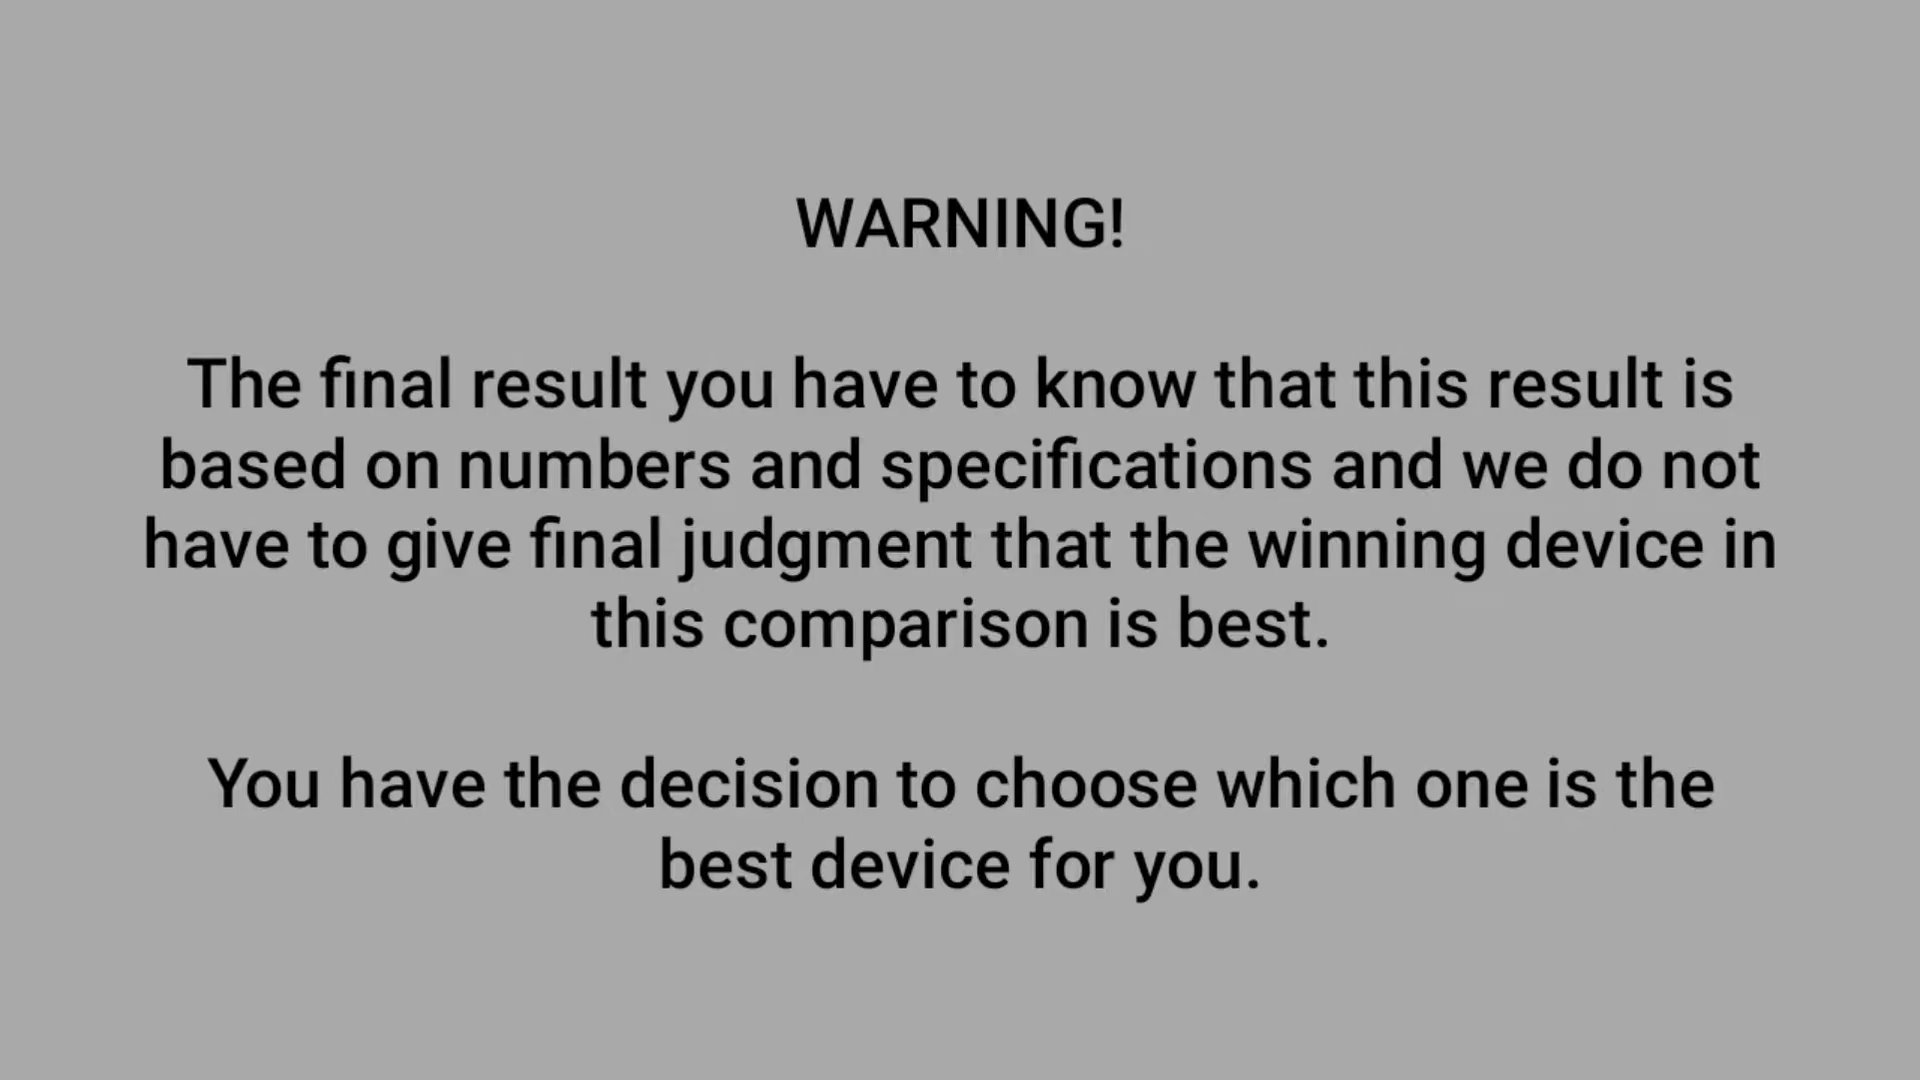 WARNING!
The final result you have to know that this result is
based on numbers and specifications and we do not
have to give final judgment that the winning device in
this comparison is best.
You have the decision to choose which one is the
best device for you.